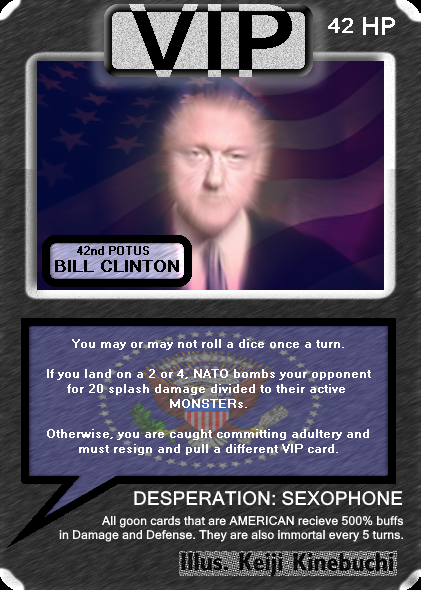 VIP
42 HP
42nd POTUS
BILL CLINTON
You may or may not roll a dice once a turn.
If you land on a 2 or 4, NATO bombs your opponent
for 20 splash damage divided to their active
MONSTERs.
Otherwise, you are caught committing adultery and
must resign and pull a different VIP card.
DESPERATION: SEXOPHONE
All goon cards that are AMERICAN recieve 500% buffs
in Damage and Defense. They are also immortal every 5 turns.
Illus. Keiji Kinebuchi